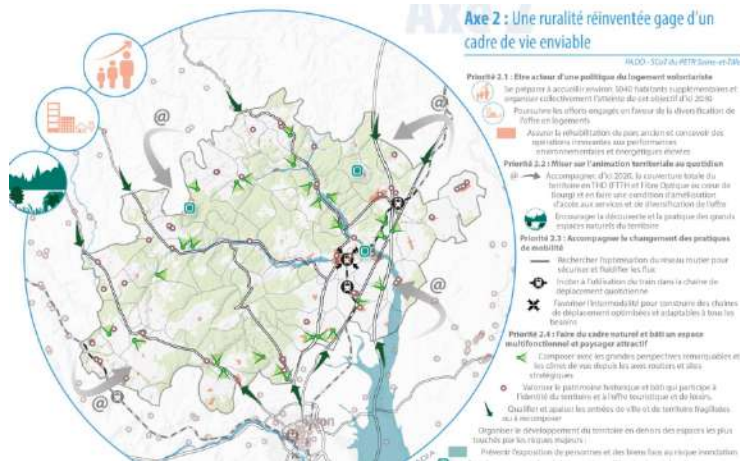 Axe 2
Axe 2 : Une ruralité réinventée gage d'un
cadre de vie enviable
PADD - SCoT du PETR Seine-et-Tille
Priorité 2.1 : Etre acteur d'une politique du logement volontariste
Se préparer à accueillir environ 5040 habitants supplémentaires et
organiser collectivement l'atteinte de cet objectif d'ici 2030
Poursuivre les efforts engagés en faveur de la diversification de
l'offre en logements
Assurer la réhabilitation du parc ancien et concevoir des
opérations innovantes aux performances
environnementales et énergétiques élevées
Priorité 2.2 : Miser sur l'animation territoriale au quotidien
@ Accompagner, d'ici 2020, la couverture totale du
territoire en THD (FTTH et Fibre Optique au cœur de
bourg) et en faire une condition d'amélioration
d'accès aux services et de diversification de l'offre
Encourager la découverte et la pratique des grands
espaces naturels du territoire
Priorité 2.3 : Accompagner le changement des pratiques
de mobilité
Rechercher l'optimisation du réseau routier pour
sécuriser et fluidifier les flux
Inciter à l'utilisation du train dans la chaîne de
déplacement quotidienne
Favoriser l'intermodalité pour construire des chaînes
de déplacement optimisées et adaptables à tous les
besoins
Priorité 2.4 : Faire du cadre naturel et bâti un espace
multifonctionnel et paysager attractif
Composer avec les grandes perspectives remarquables et
les cônes de vue depuis les axes routiers et sites
stratégiques
Valoriser le patrimoine historique et bâti qui participe à
l'identité du territoire et à l'offre touristique et de loisirs
Qualifier et apaiser les entrées de ville et de territoire fragilisées
ou à recomposer
Organiser le développement du territoire en dehors des espaces les plus
touchés par les risques majeurs :
Prévenir l'exposition de personnes et des biens face au risque inondation
@
@
@
@